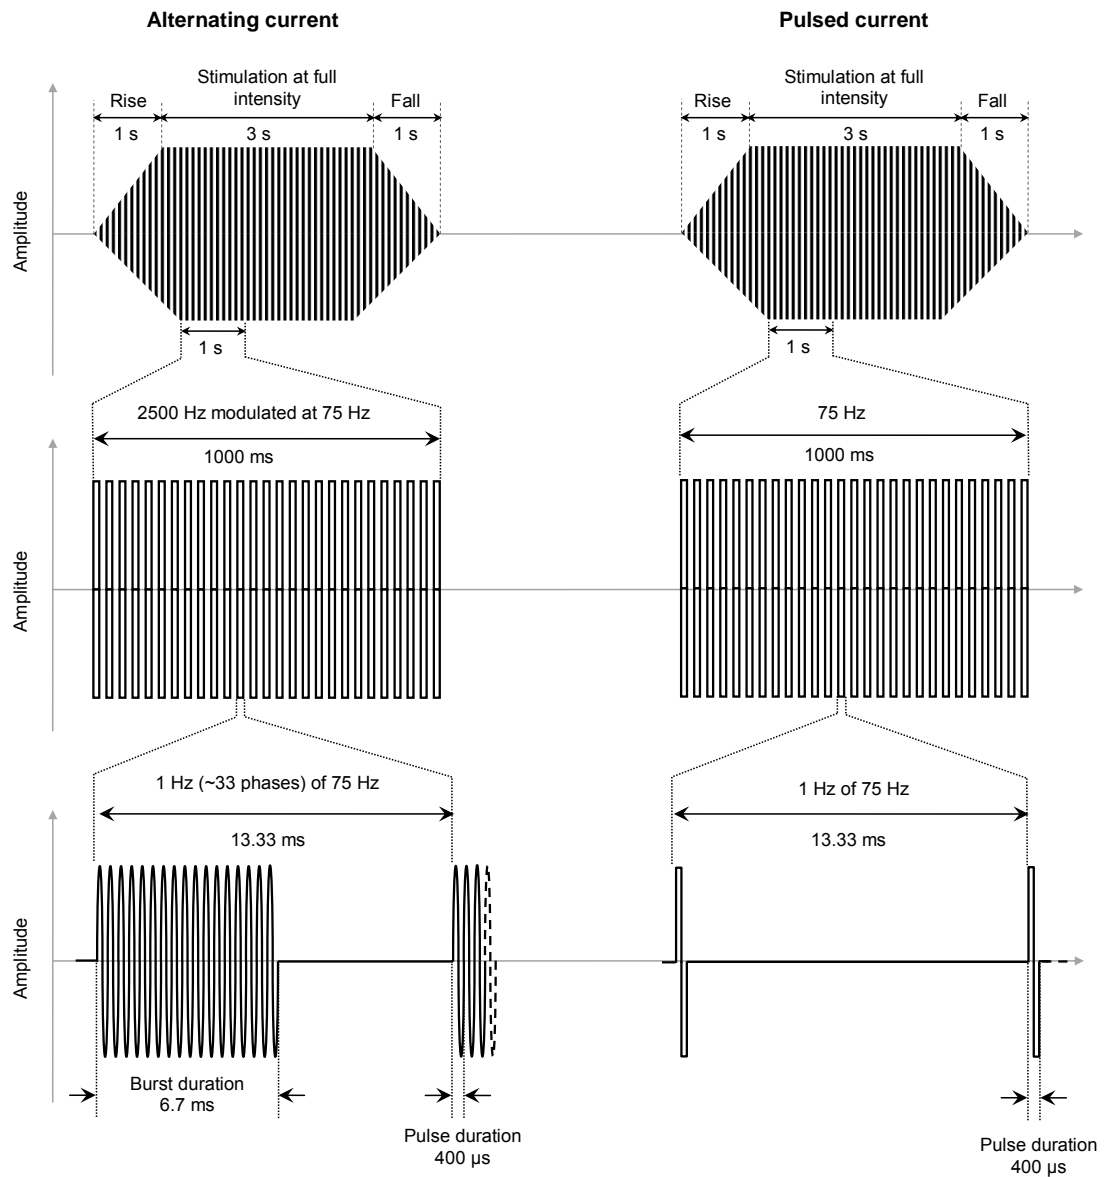 Alternating current
Pulsed current
Stimulation at full
intensity
Rise
Fall
1 s
3 s
1 s
Stimulation at full
intensity
Rise
Fall
1 s
3 s
1 s
Amplitude
1 s
1 s
2500 Hz modulated at 75 Hz
1000 ms
75 Hz
1000 ms
Amplitude
1 Hz (~33 phases) of 75 Hz
13.33 ms
1 Hz of 75 Hz
13.33 ms
Amplitude
Burst duration
6.7 ms
Pulse duration
400 µs
Pulse duration
400 µs